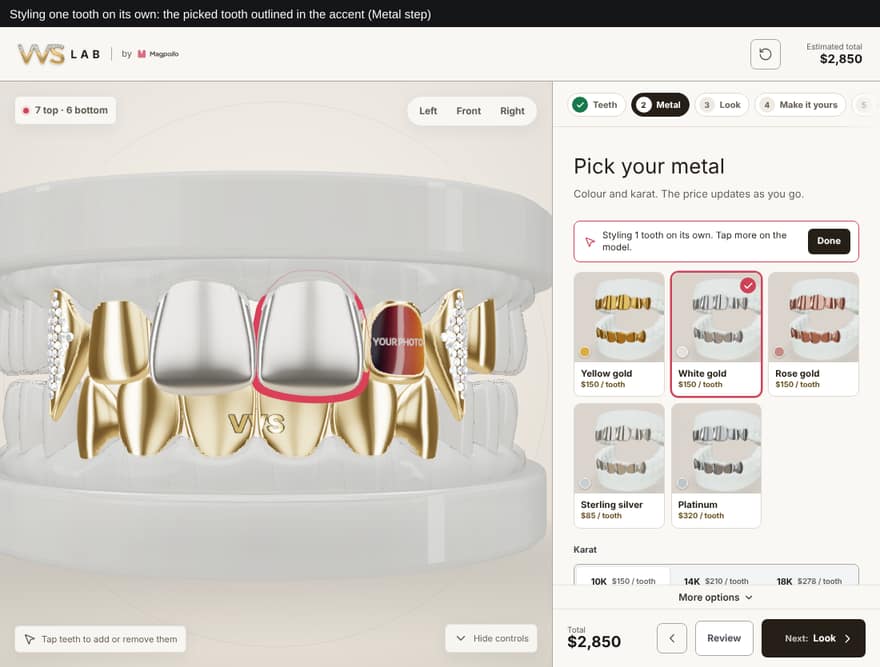 Styling one tooth on its own: the picked tooth outlined in the accent (Metal step)
VVS LAB by Magpollo
Estimated total
$2,850
7 top · 6 bottom
Left Front Right
Teeth 2 Metal 3 Look 4 Make it yours 5
Pick your metal
Colour and karat. The price updates as you go.
Styling 1 tooth on its own. Tap more on the
model.
Done
YOUR PHOTO
VVS
Yellow gold
$150 / tooth
White gold
$150 / tooth
Rose gold
$150 / tooth
Sterling silver
$85 / tooth
Platinum
$320 / tooth
Karat
10K $150 / tooth 14K $210 / tooth 18K $278 / tooth
More options
Tap teeth to add or remove them
Hide controls
Total
$2,850
Review
Next: Look